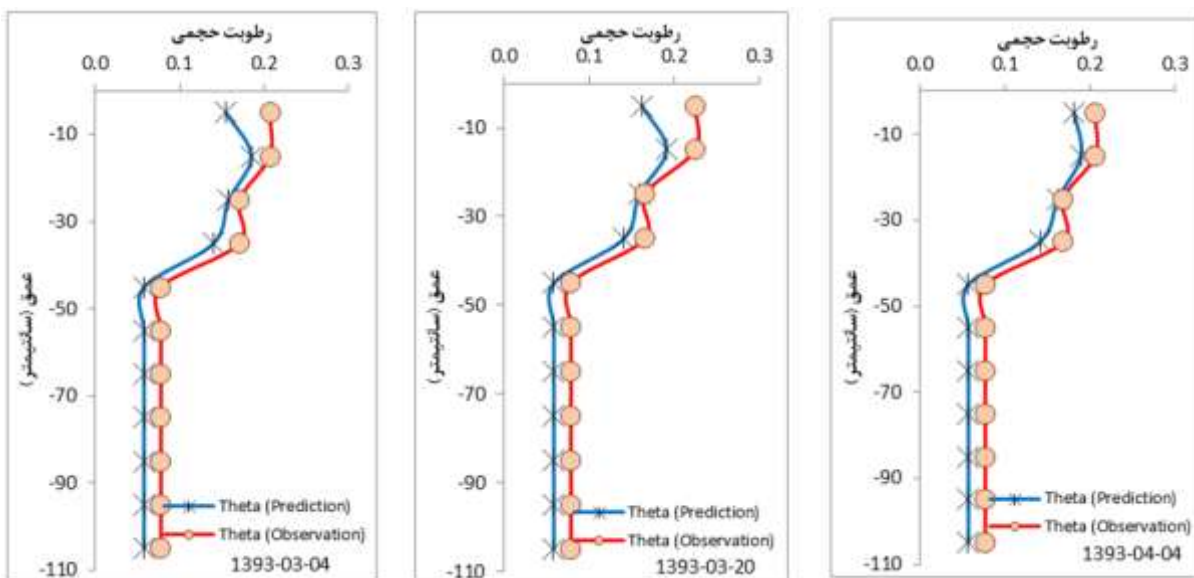 رطوبت حجمی
0.0 0.1 0.2 0.3
-10
-30
-50
-70
-90
-110
عمق (سانتیمتر)
Theta (Prediction)
Theta (Observation)
1393-03-04
رطوبت حجمی
0.0 0.1 0.2 0.3
-10
-30
-50
-70
-90
-110
عمق (سانتیمتر)
Theta (Prediction)
Theta (Observation)
1393-03-20
رطوبت حجمی
0.0 0.1 0.2 0.3
-10
-30
-50
-70
-90
-110
عمق (سانتیمتر)
Theta (Prediction)
Theta (Observation)
1393-04-04